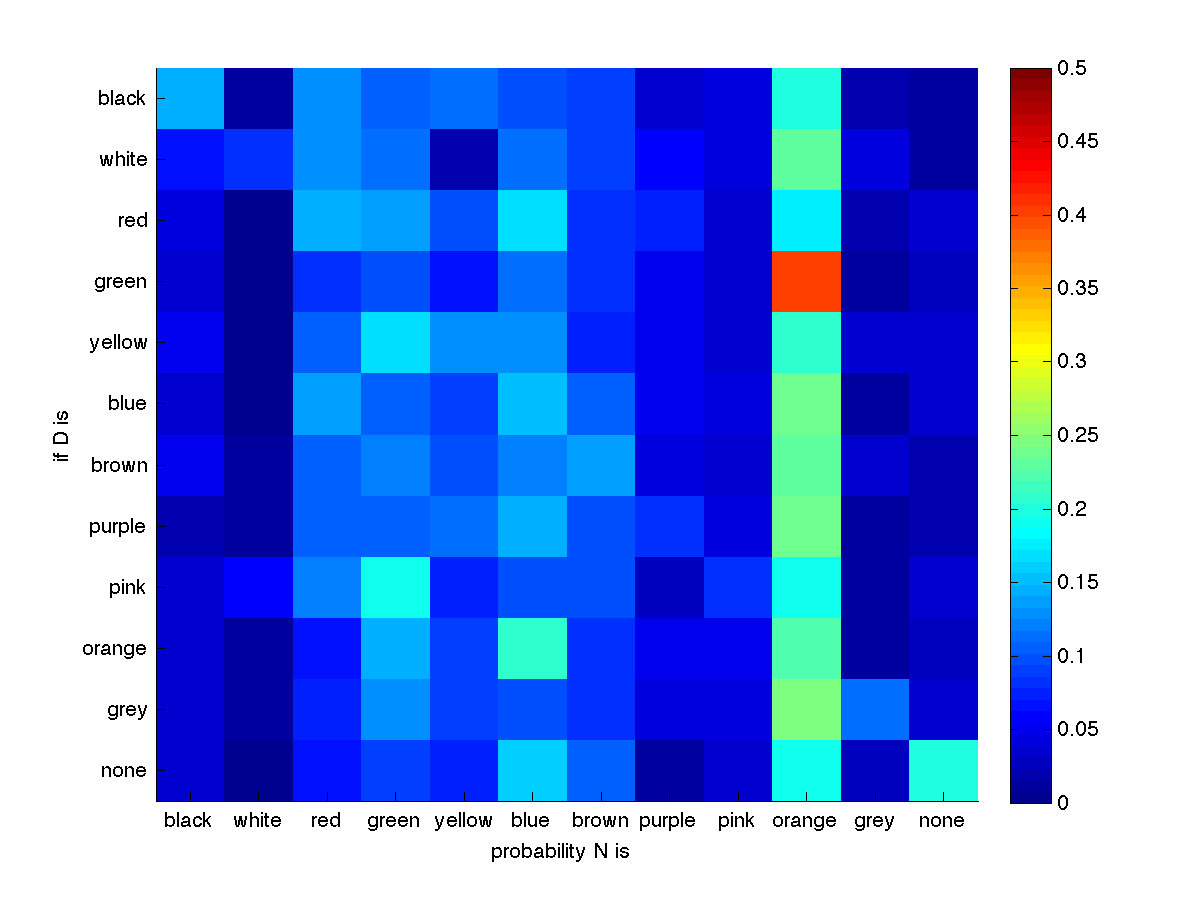 if D is
black
white
red
green
yellow
blue
brown
purple
pink
orange
grey
none
black white red green yellow blue brown purple pink orange grey none
probability N is
0.5
0.45
0.4
0.35
0.3
0.25
0.2
0.15
0.1
0.05
0